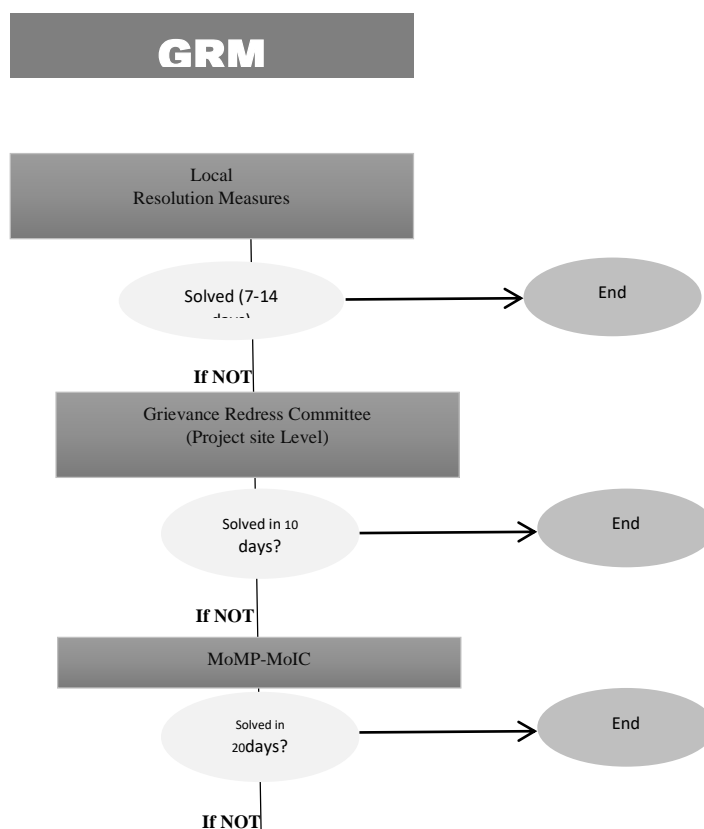 GRM
Local
Resolution Measures
Solved (7-14
days)
End
If NOT
Grievance Redress Committee
(Project site Level)
Solved in 10
days?
End
If NOT
MoMP-MoIC
Solved in
20days?
End
If NOT